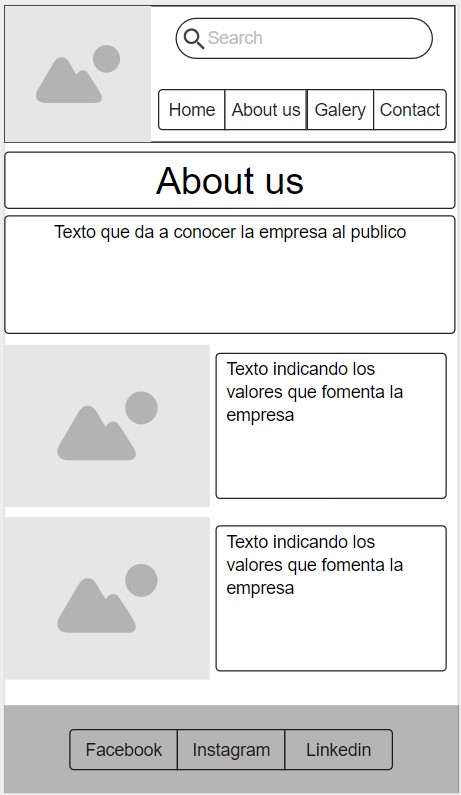 Search
Home About us Galery Contact
About us
Texto que da a conocer la empresa al publico
Texto indicando los
valores que fomenta la
empresa
Texto indicando los
valores que fomenta la
empresa
Facebook Instagram Linkedin